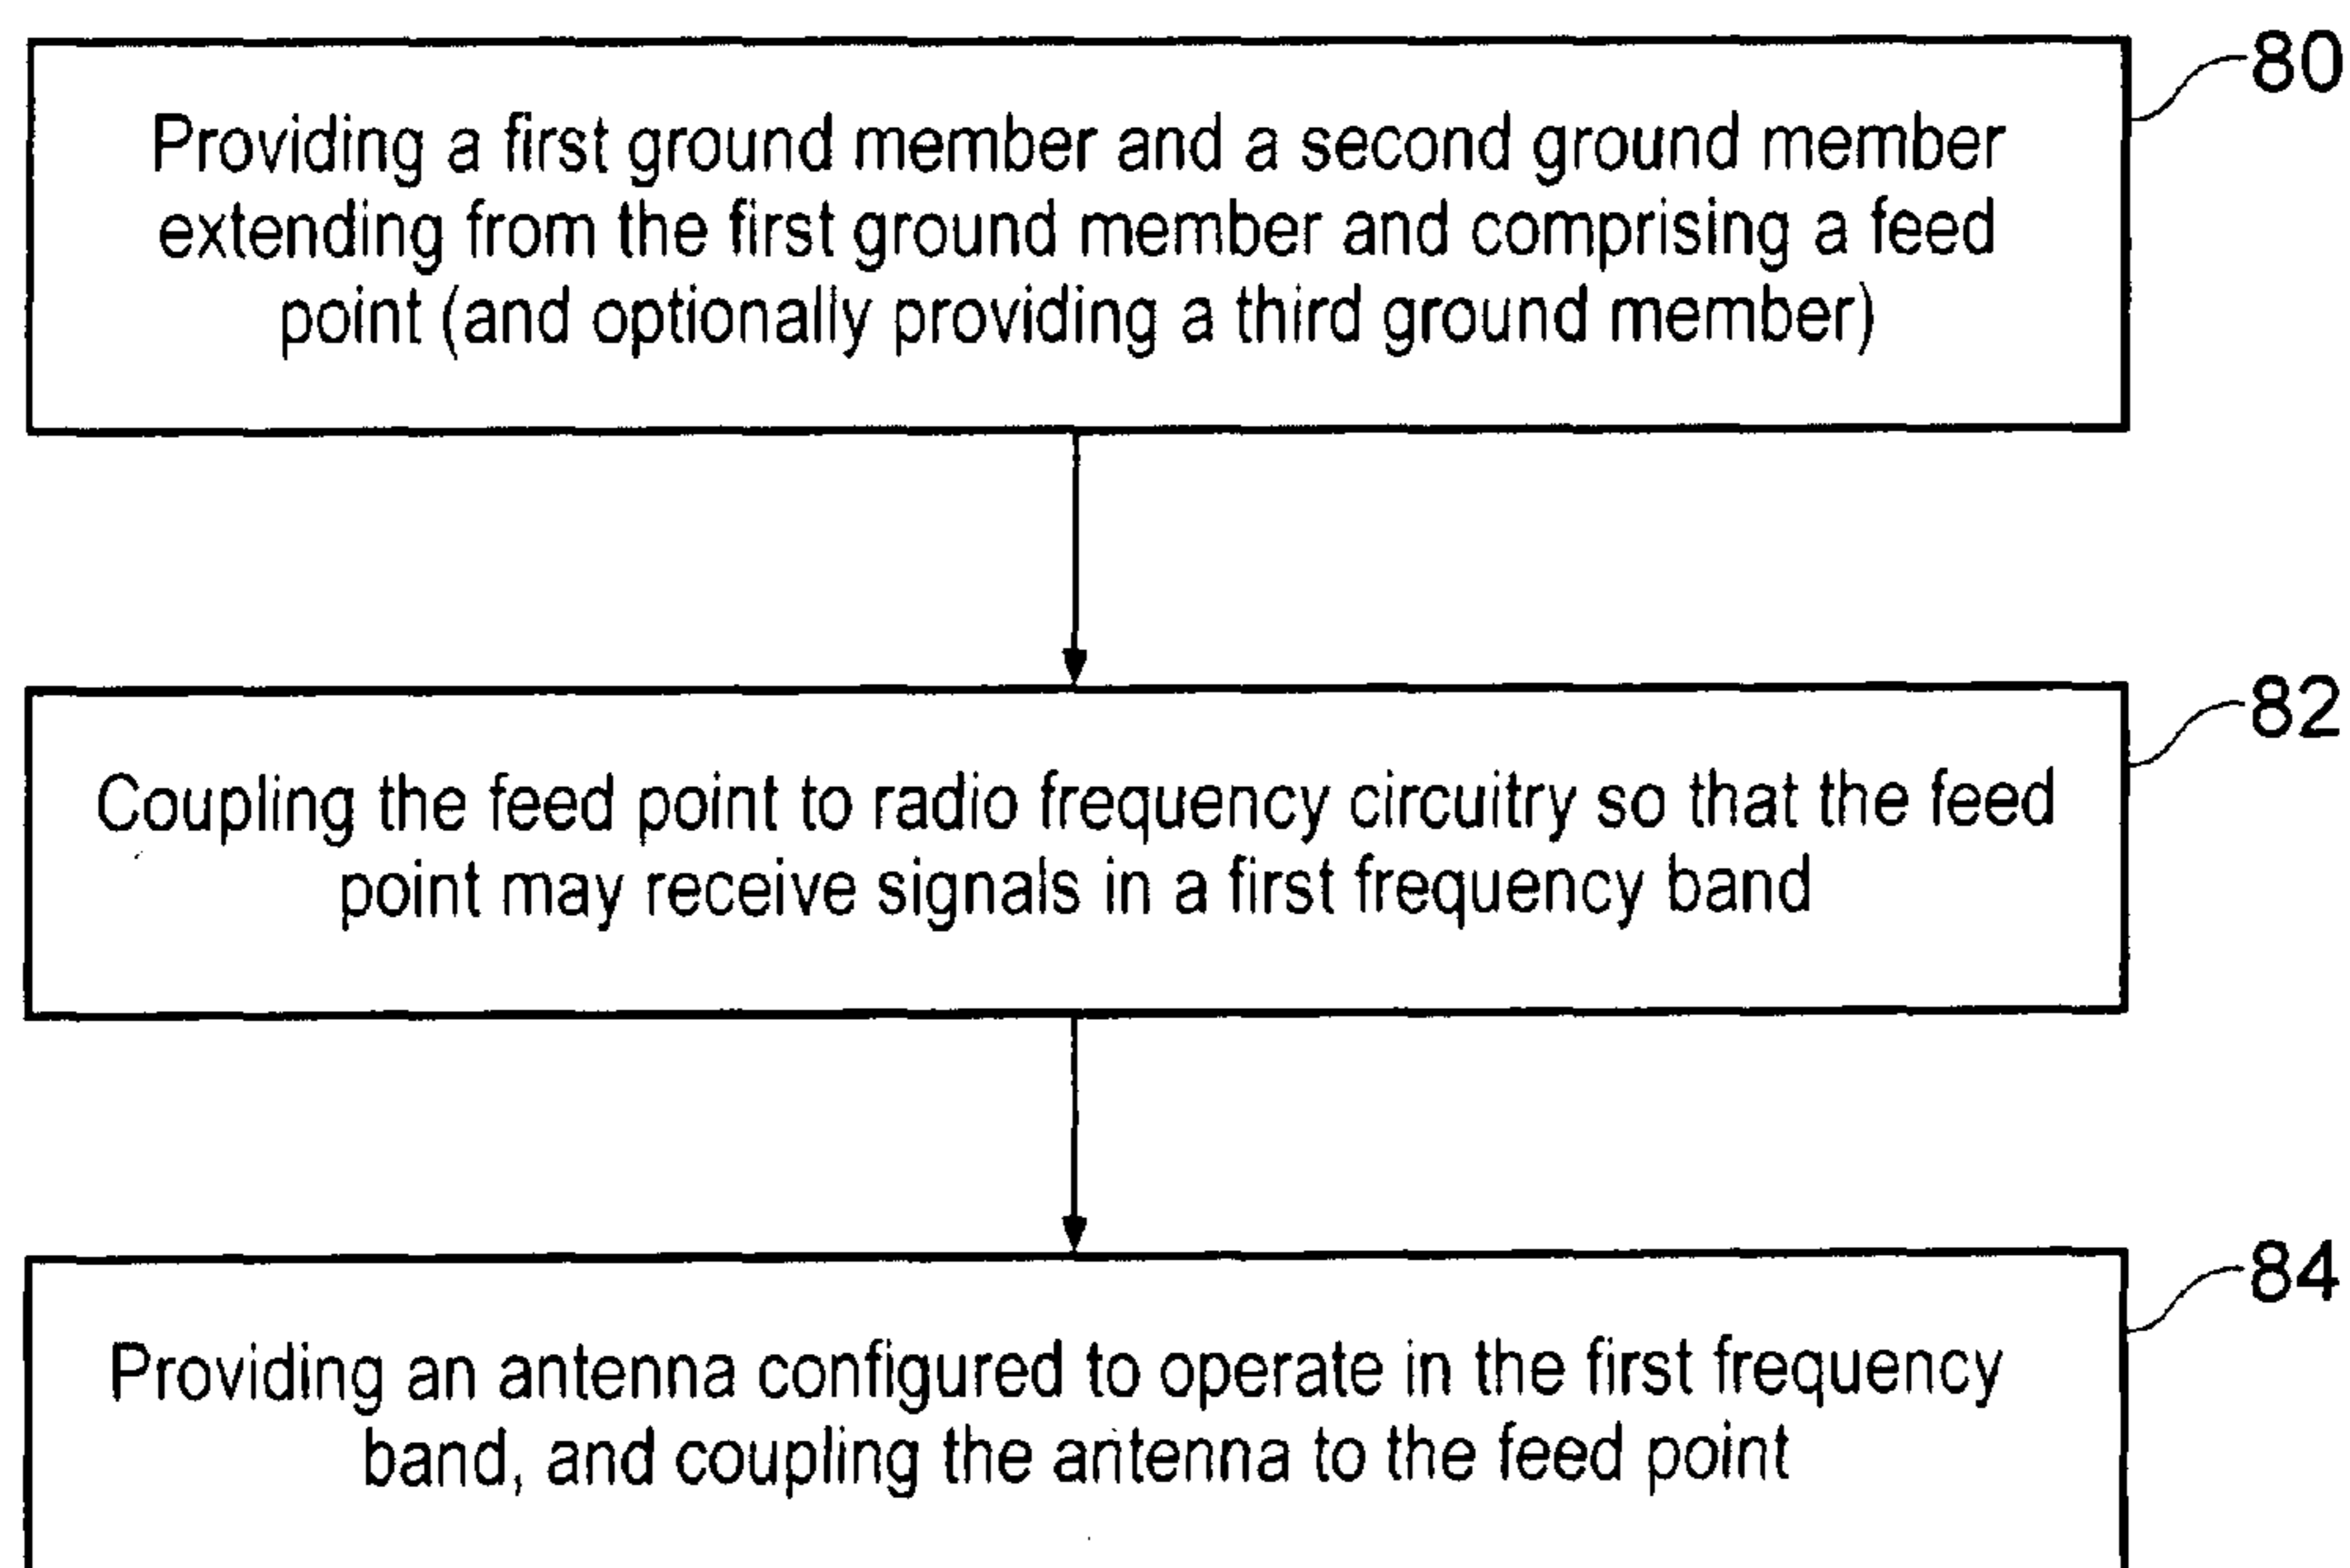 80
Providing a first ground member and a second ground member
extending from the first ground member and comprising a feed
point (and optionally providing a third ground member)
82
Coupling the feed point to radio frequency circuitry so that the feed
point may receive signals in a first frequency band
84
Providing an antenna configured to operate in the first frequency
band, and coupling the antenna to the feed point